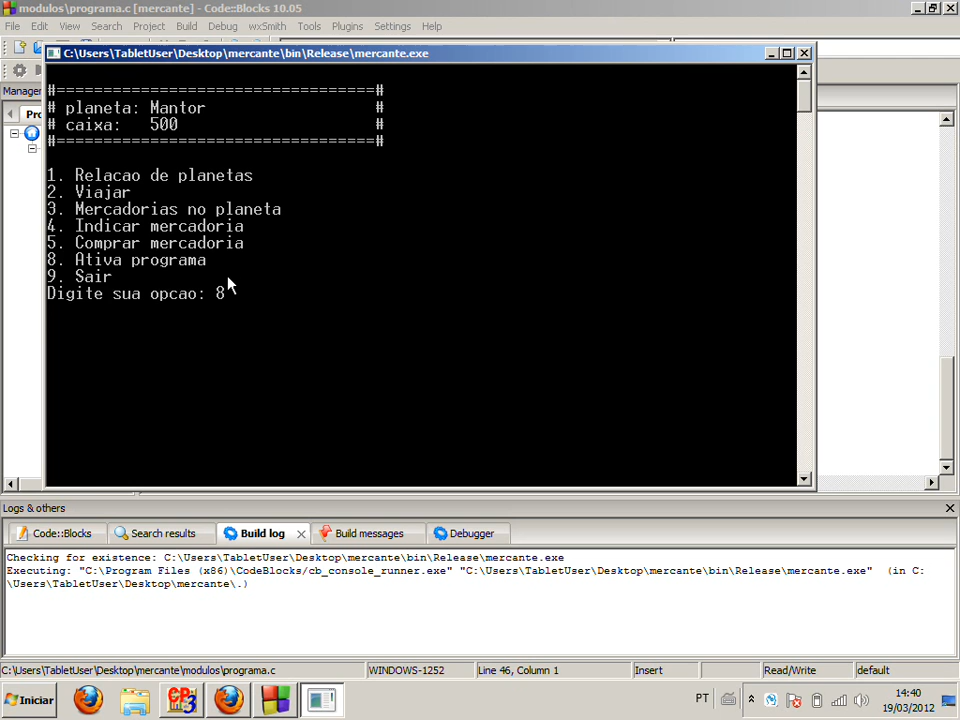 modulos\programa.c [mercante] - Code::Blocks 10.05
File Edit View Search Project Build Debug wxSmith Tools Plugins Settings Help
C:\Users\TabletUser\Desktop\mercante\bin\Release\mercante.exe
Manager
Pro
#==================================#
# planeta: Mantor #
# caixa: 500 #
#==================================#
1. Relacao de planetas
2. Viajar
3. Mercadorias no planeta
4. Indicar mercadoria
5. Comprar mercadoria
8. Ativa programa
9. Sair
Digite sua opcao: 8
Logs & others
Code::Blocks Search results Build log Build messages Debugger
Checking for existence: C:\Users\TabletUser\Desktop\mercante\bin\Release\mercante.exe
Executing: "C:\Program Files (x86)\CodeBlocks/cb_console_runner.exe" "C:\Users\TabletUser\Desktop\mercante\bin\Release\mercante.exe" (in C:
\Users\TabletUser\Desktop\mercante\.)
C:\Users\TabletUser\Desktop\mercante\modulos\programa.c WINDOWS-1252 Line 46, Column 1 Insert Read/Write default
Iniciar PT 14:40
19/03/2012